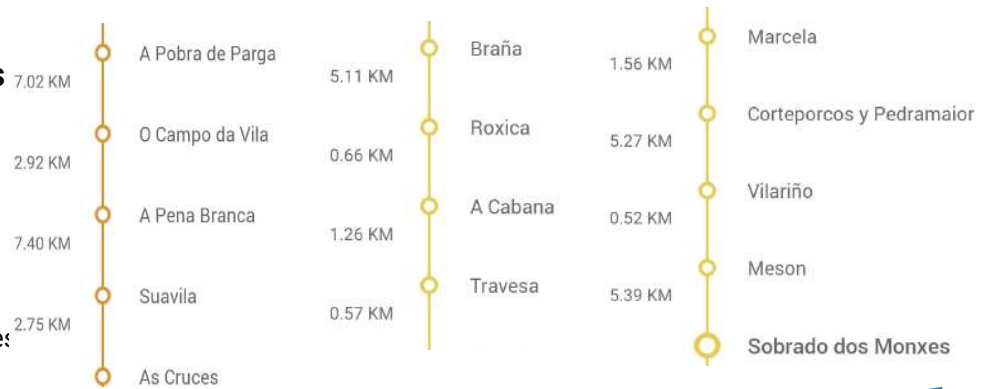 A Pobra de Parga
7.02 KM
O Campo da Vila
2.92 KM
A Pena Branca
7.40 KM
Suavila
2.75 KM
As Cruces
Braña
5.11 KM
Roxica
0.66 KM
A Cabana
1.26 KM
Travesa
0.57 KM
Marcela
1.56 KM
Corteporcos y Pedramaior
5.27 KM
Vilariño
0.52 KM
Meson
5.39 KM
Sobrado dos Monxes